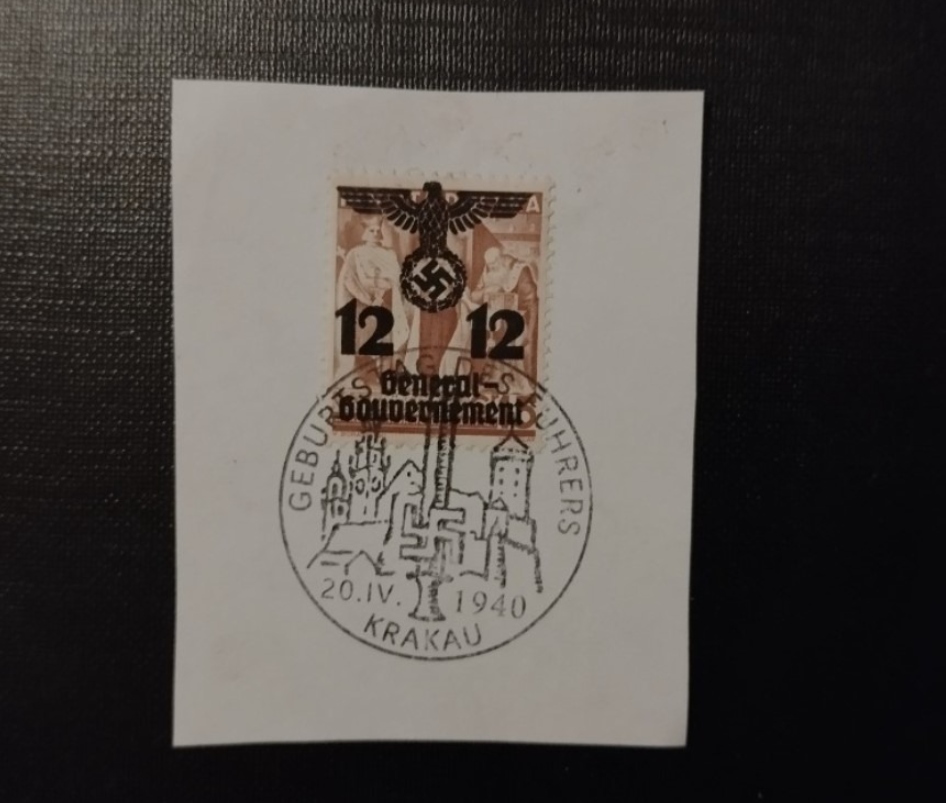 A
12 12
General-
Gouvernement
GEBURTSTAG DES FÜHRERS
20.IV. 1940
KRAKAU